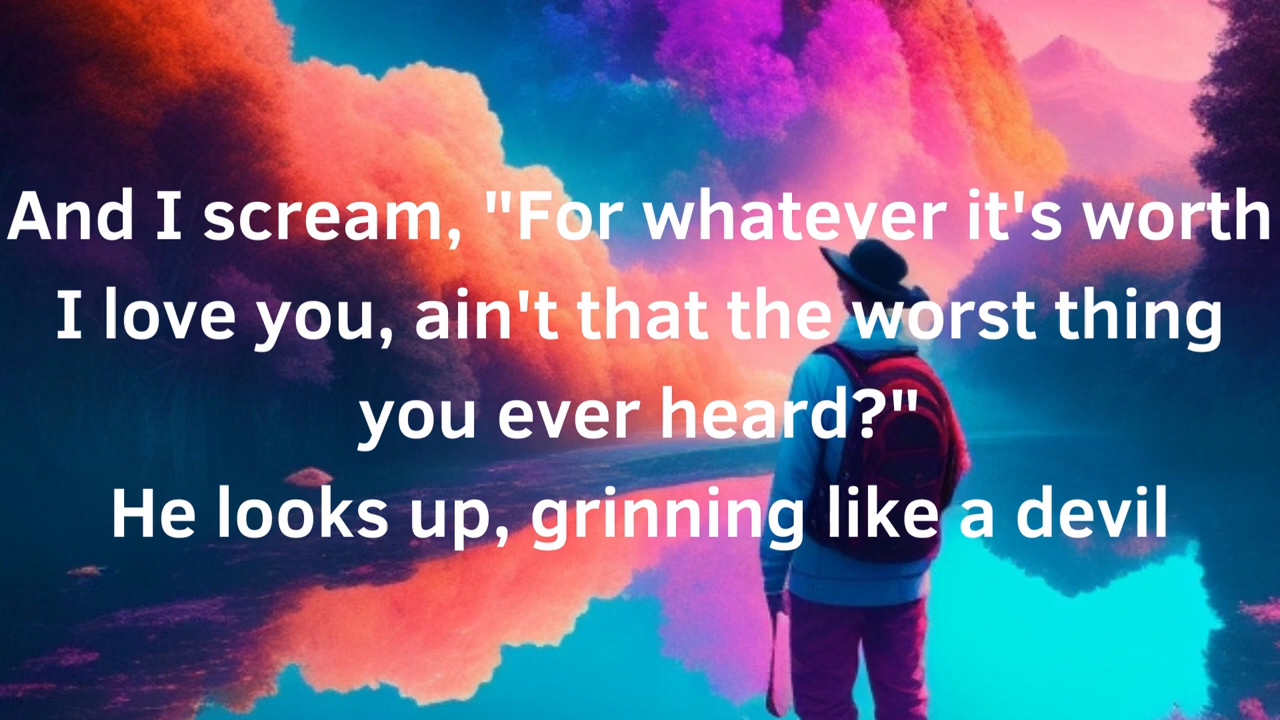 And I scream, "For whatever it's worth
I love you, ain't that the worst thing
you ever heard?"
He looks up, grinning like a devil